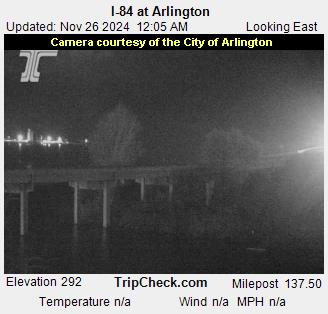 I-84 at Arlington
Updated: Nov 26 2024 12:05 AM Looking East
Camera courtesy of the City of Arlington
Elevation 292 TripCheck.com Milepost 137.50
Temperature n/a Wind n/a MPH n/a